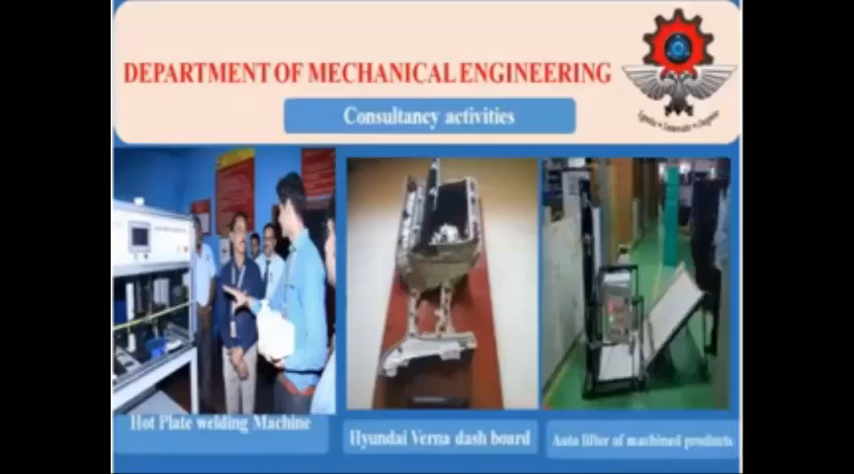 DEPARTMENT OF MECHANICAL ENGINEERING
Consultancy activities
Hot Plate welding Machine
Hyundai Verna dash board
Auto lifter of machined products